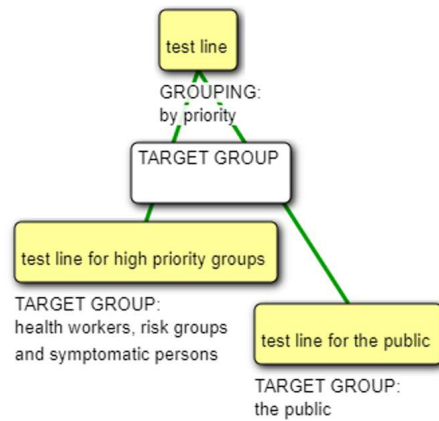 test line
GROUPING:
by priority
TARGET GROUP
test line for high priority groups
TARGET GROUP:
health workers, risk groups
and symptomatic persons
test line for the public
TARGET GROUP:
the public